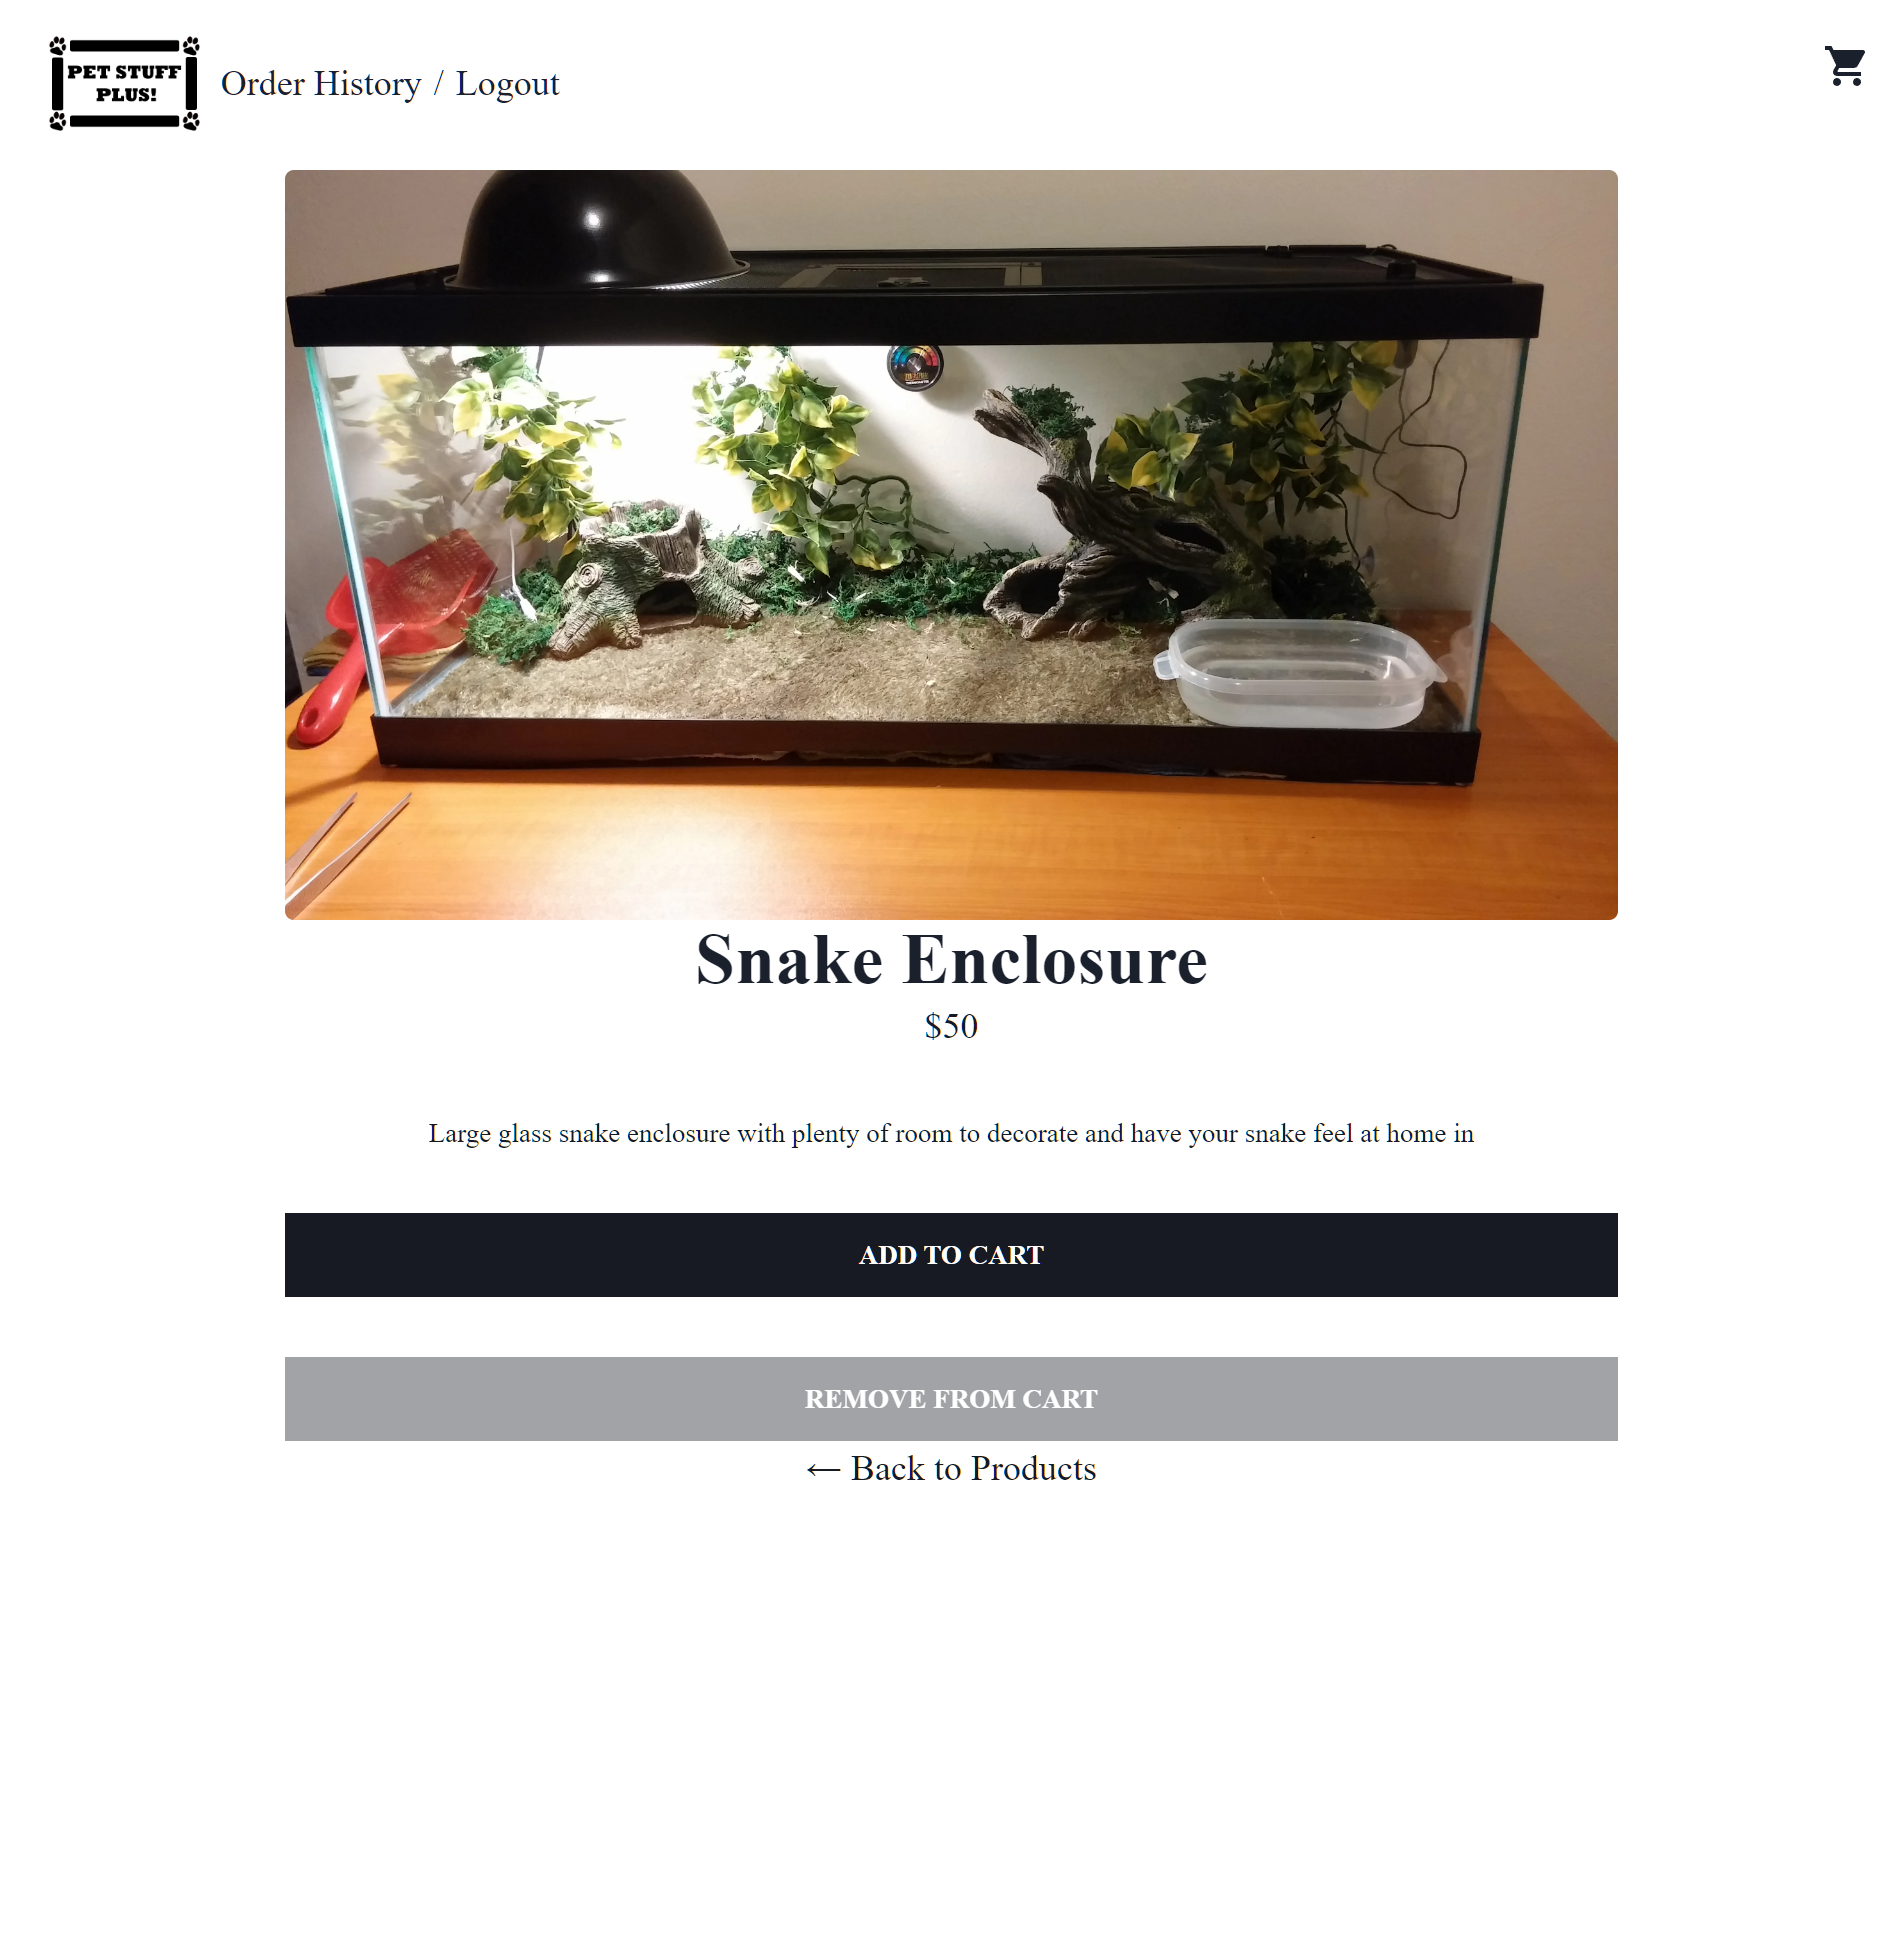 PET STUFF
PLUS!
Order History / Logout
Snake Enclosure
$50
Large glass snake enclosure with plenty of room to decorate and have your snake feel at home in
ADD TO CART
REMOVE FROM CART
← Back to Products